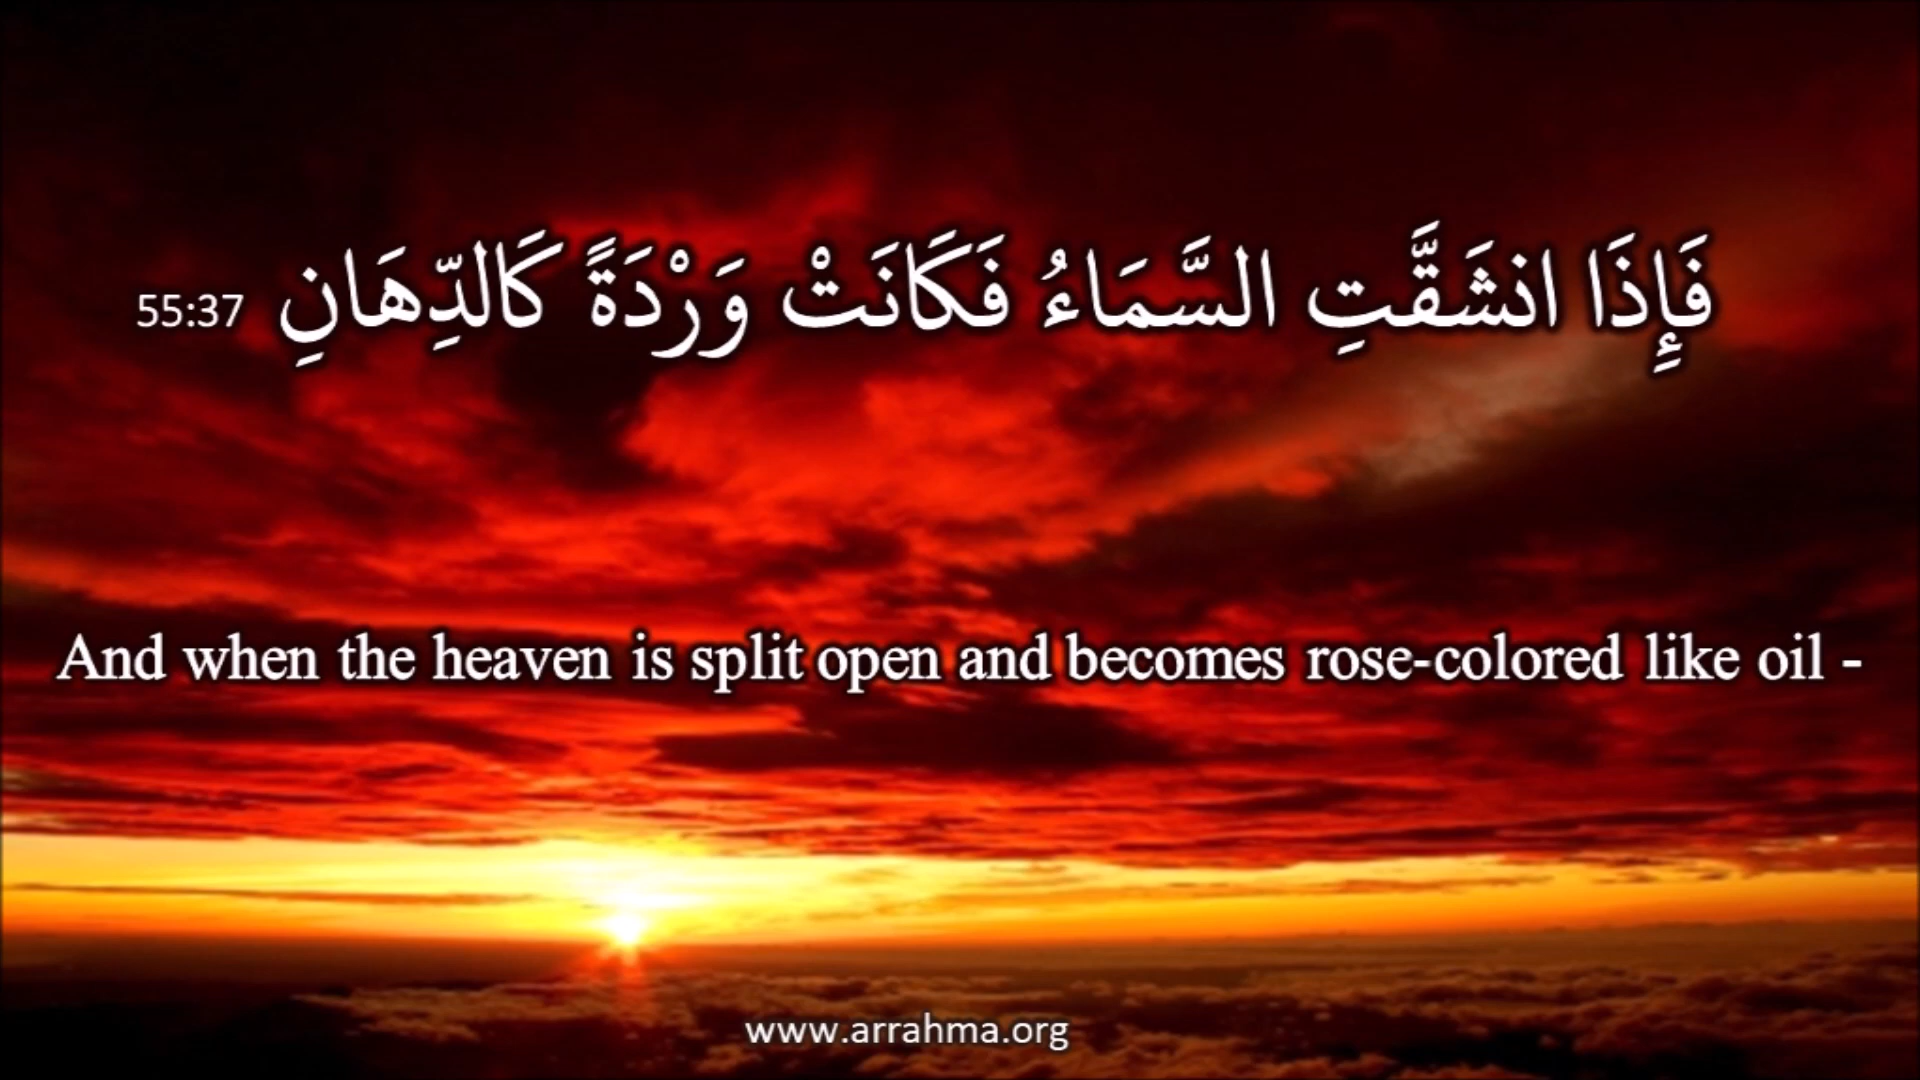 فَإِذَا انشَقَّتِ السَّمَاءُ فَكَانَتْ وَرْدَةً كَالدِّهَانِ 55:37
And when the heaven is split open and becomes rose-colored like oil -
www.arrahma.org